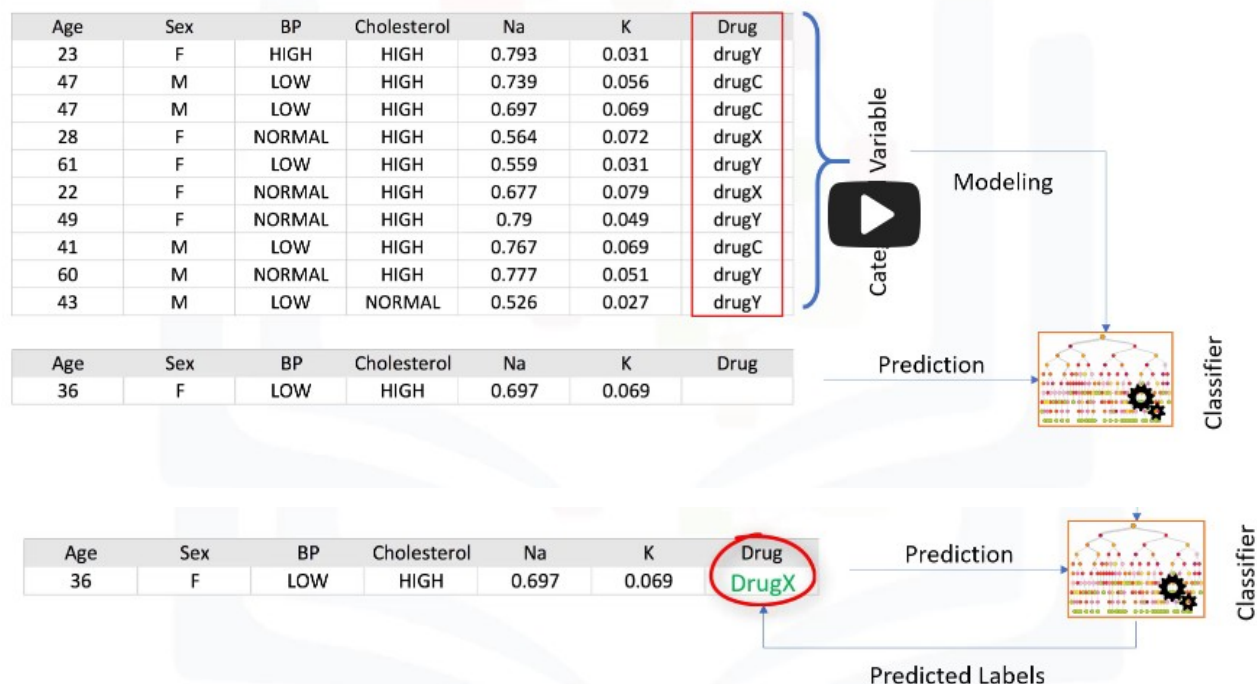 Age Sex BP Cholesterol Na K Drug
23 F HIGH HIGH 0.793 0.031 drugY
47 M LOW HIGH 0.739 0.056 drugC
47 M LOW HIGH 0.697 0.069 drugC
28 F NORMAL HIGH 0.564 0.072 drugX
61 F LOW HIGH 0.559 0.031 drugY
22 F NORMAL HIGH 0.677 0.079 drugX
49 F NORMAL HIGH 0.79 0.049 drugY
41 M LOW HIGH 0.767 0.069 drugC
60 M NORMAL HIGH 0.777 0.051 drugY
43 M LOW NORMAL 0.526 0.027 drugY
Variable
Modeling
Age Sex BP Cholesterol Na K Drug
36 F LOW HIGH 0.697 0.069
Prediction
Classifier
Age Sex BP Cholesterol Na K Drug
36 F LOW HIGH 0.697 0.069 DrugX
Prediction
Classifier
Predicted Labels